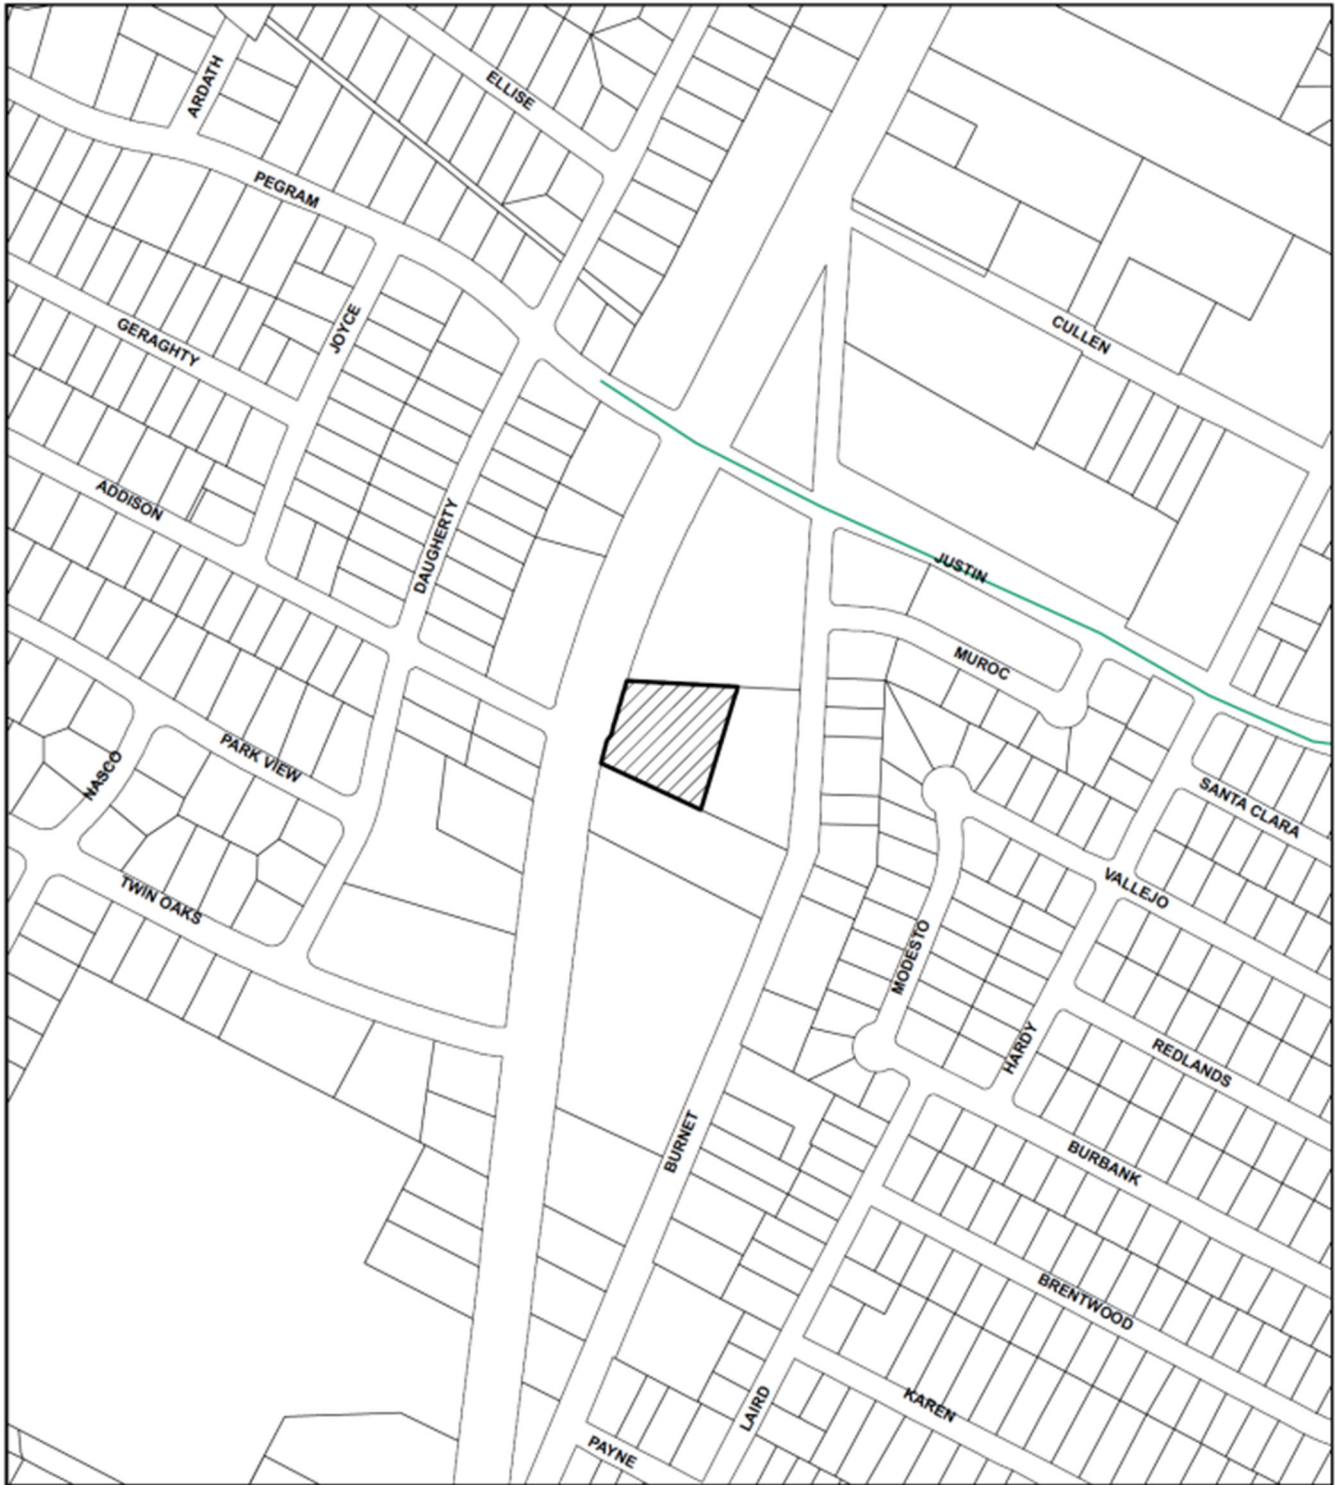 ELLISE
ARDATH
PEGRAM
CULLEN
JOYCE
GERAGHTY
ADDISON
DAUGHERTY
JUSTIN
MUROC
PARK VIEW
NASCO
SANTA CLARA
TWIN OAKS
VALLEJO
MODESTO
HARDY
REDLANDS
BURNET
BURBANK
BRENTWOOD
LAIRD
KAREN
PAYNE